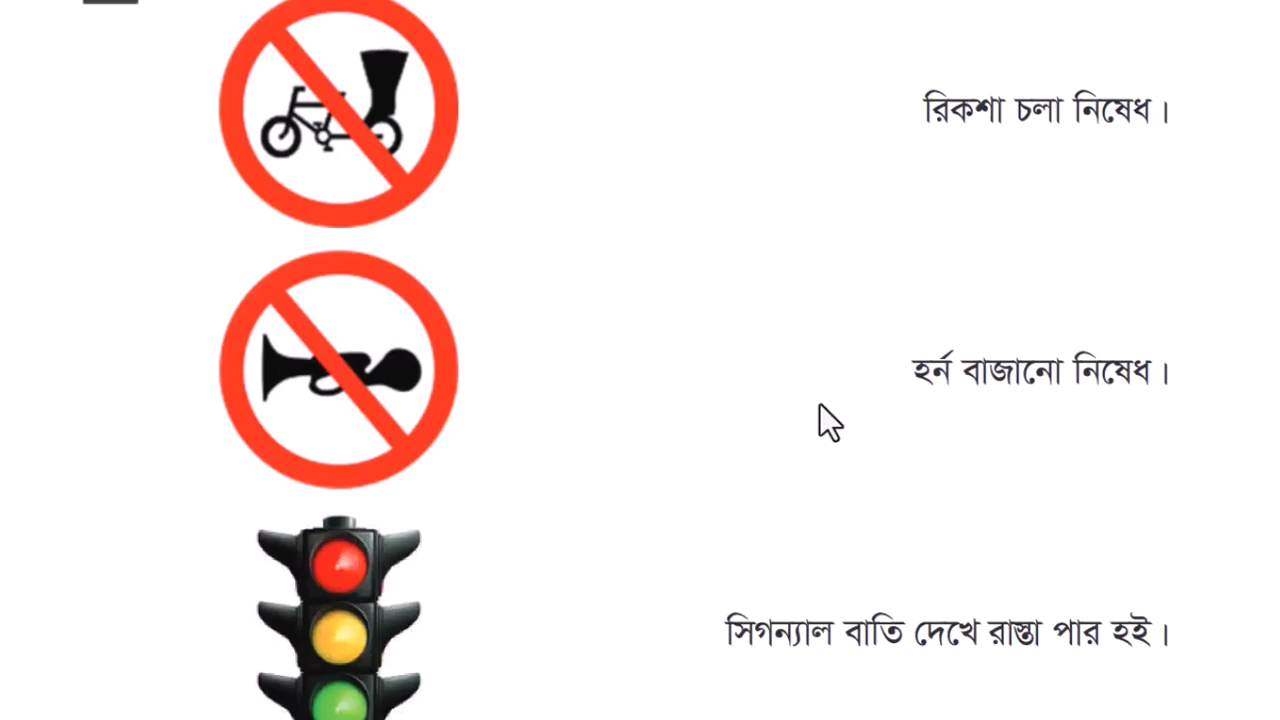 রিকশা চলা নিষেধ।
হর্ন বাজানো নিষেধ।
সিগন্যাল বাতি দেখে রাস্তা পার হই।